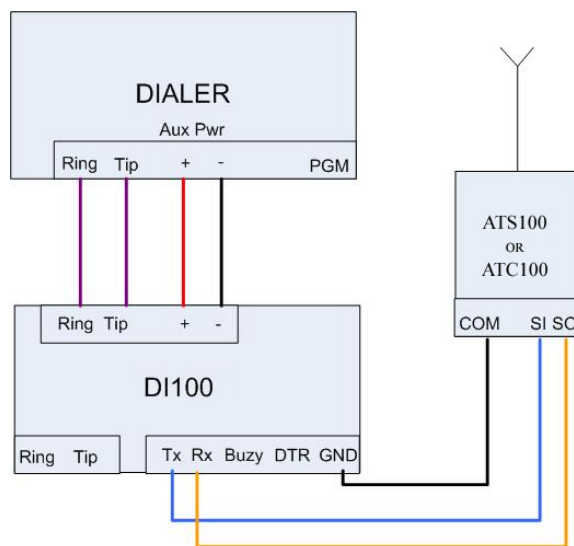 DIALER
Aux Pwr
Ring Tip + - PGM
ATS100
OR
ATC100
Ring Tip + -
COM SI SO
DI100
Ring Tip
Tx Rx Buzy DTR GND